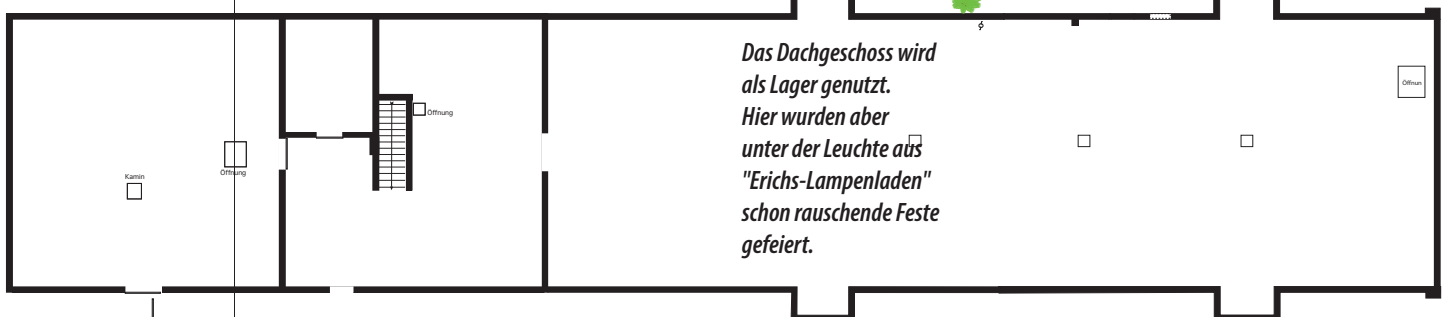 Das Dachgeschoss wird
als Lager genutzt.
Hier wurden aber
unter der Leuchte aus
"Erichs-Lampenladen"
schon rauschende Feste
gefeiert.
Öffnung
Kamin
Öffnung
Öffnun